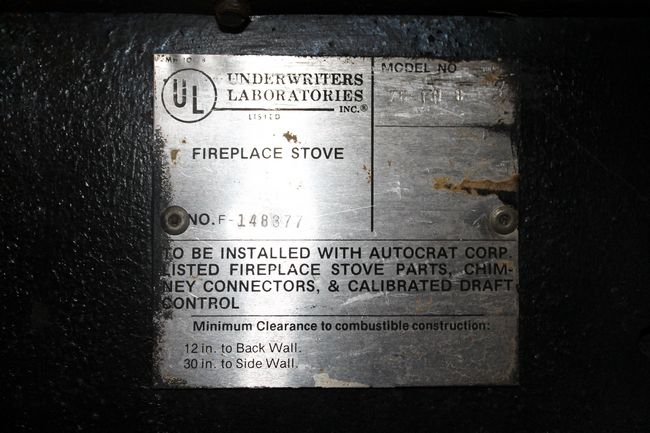 UL
UNDERWRITERS
LABORATORIES
INC.®
LISTED
MODEL NO
FIREPLACE STOVE
NO. F-148377
TO BE INSTALLED WITH AUTOCRAT CORP.
LISTED FIREPLACE STOVE PARTS, CHIM-
NEY CONNECTORS, & CALIBRATED DRAFT
CONTROL
Minimum Clearance to combustible construction:
12 in. to Back Wall.
30 in. to Side Wall.